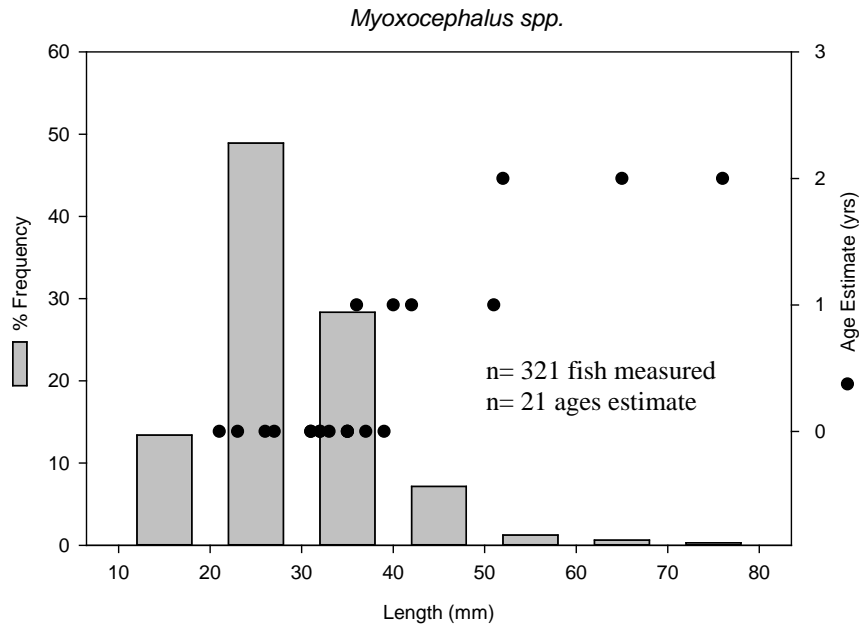 Myoxocephalus spp.
60
50
40
30
20
10
0
% Frequency
3
2
1
0
Age Estimate (yrs)
n= 321 fish measured
n= 21 ages estimate
10 20 30 40 50 60 70 80
Length (mm)